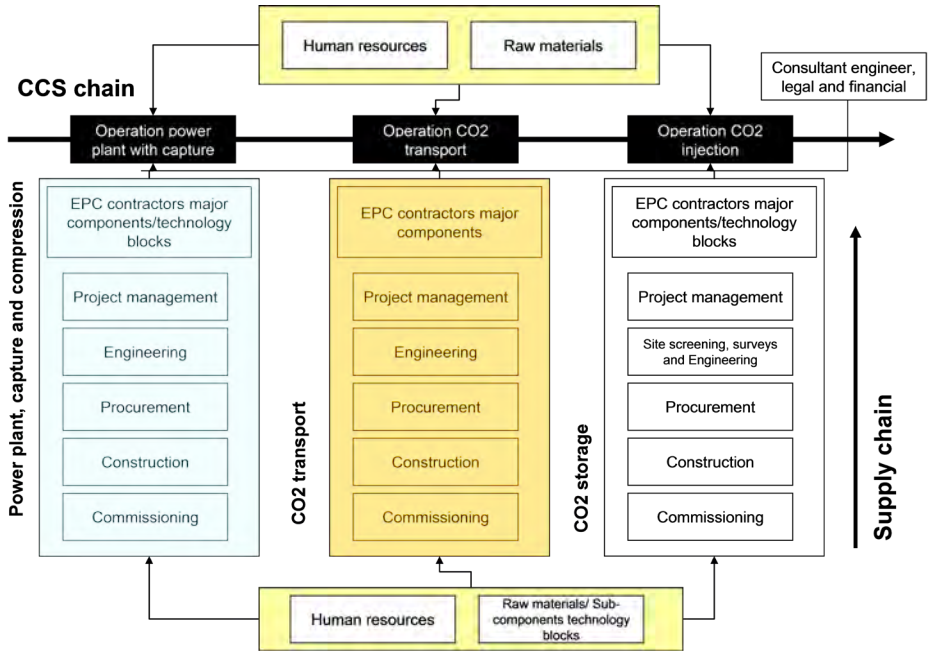 Human resources
Raw materials
Consultant engineer,
legal and financial
CCS chain
Operation power
plant with capture
Operation CO2
transport
Operation CO2
injection
Power plant, capture and compression
EPC contractors major
components/technology
blocks
Project management
Engineering
Procurement
Construction
Commissioning
CO2 transport
EPC contractors major
components
Project management
Engineering
Procurement
Construction
Commissioning
CO2 storage
EPC contractors major
components/technology
blocks
Project management
Site screening, surveys
and Engineering
Procurement
Construction
Commissioning
Supply chain
Human resources
Raw materials/ Sub-
components technology
blocks